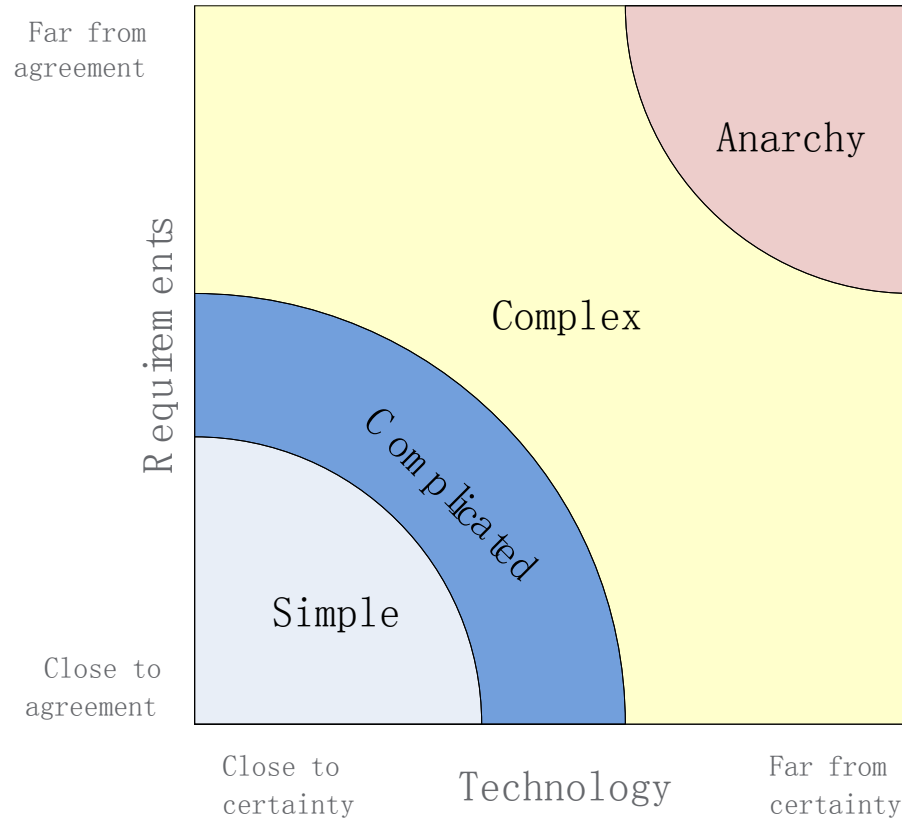 Far from
agreement
Anarchy
Requirements
Complex
Complicated
Simple
Close to
agreement
Close to
certainty
Technology
Far from
certainty